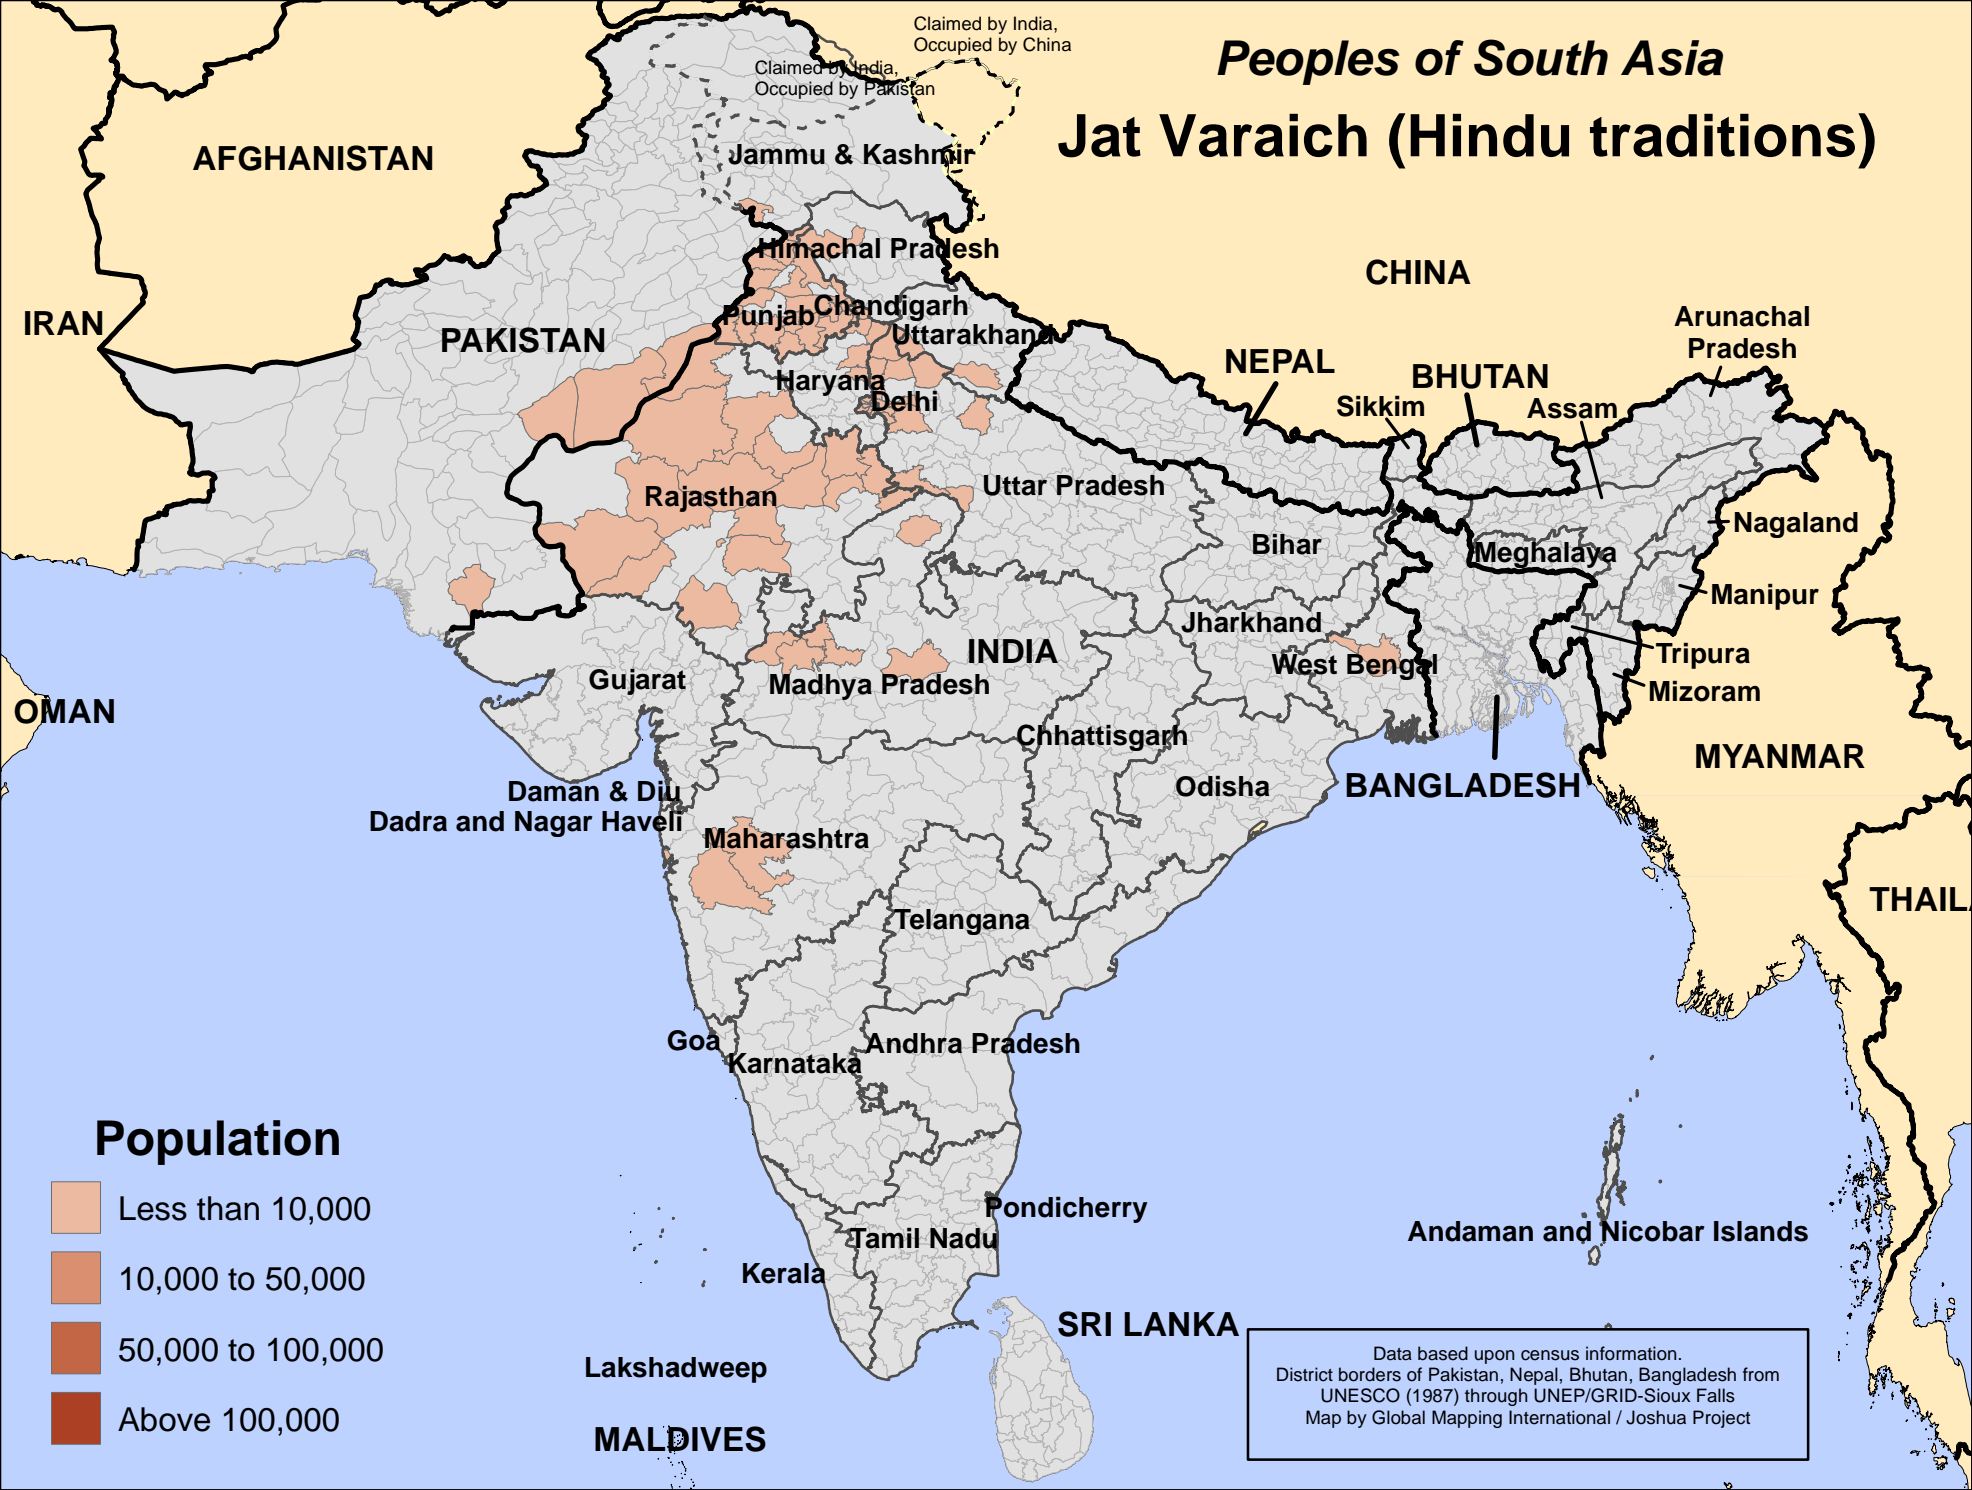 Claimed by India,
Occupied by China
Peoples of South Asia
Claimed by India,
Occupied by Pakistan
Jat Varaich (Hindu traditions)
AFGHANISTAN
Jammu & Kashmir
Himachal Pradesh
CHINA
IRAN
PAKISTAN
Punjab
Chandigarh
Uttarakhand
Arunachal
Pradesh
NEPAL
BHUTAN
Haryana
Delhi
Sikkim
Assam
Rajasthan
Uttar Pradesh
Nagaland
Bihar
Meghalaya
Manipur
Jharkhand
INDIA
Tripura
West Bengal
Gujarat
Madhya Pradesh
Mizoram
OMAN
Chhattisgarh
MYANMAR
Odisha
BANGLADESH
Daman & Diu
Dadra and Nagar Haveli
Maharashtra
THAIL
Telangana
Goa
Andhra Pradesh
Karnataka
Population
Less than 10,000
10,000 to 50,000
50,000 to 100,000
Above 100,000
Pondicherry
Tamil Nadu
Andaman and Nicobar Islands
Kerala
SRI LANKA
Lakshadweep
MALDIVES
Data based upon census information.
District borders of Pakistan, Nepal, Bhutan, Bangladesh from
UNESCO (1987) through UNEP/GRID-Sioux Falls
Map by Global Mapping International / Joshua Project